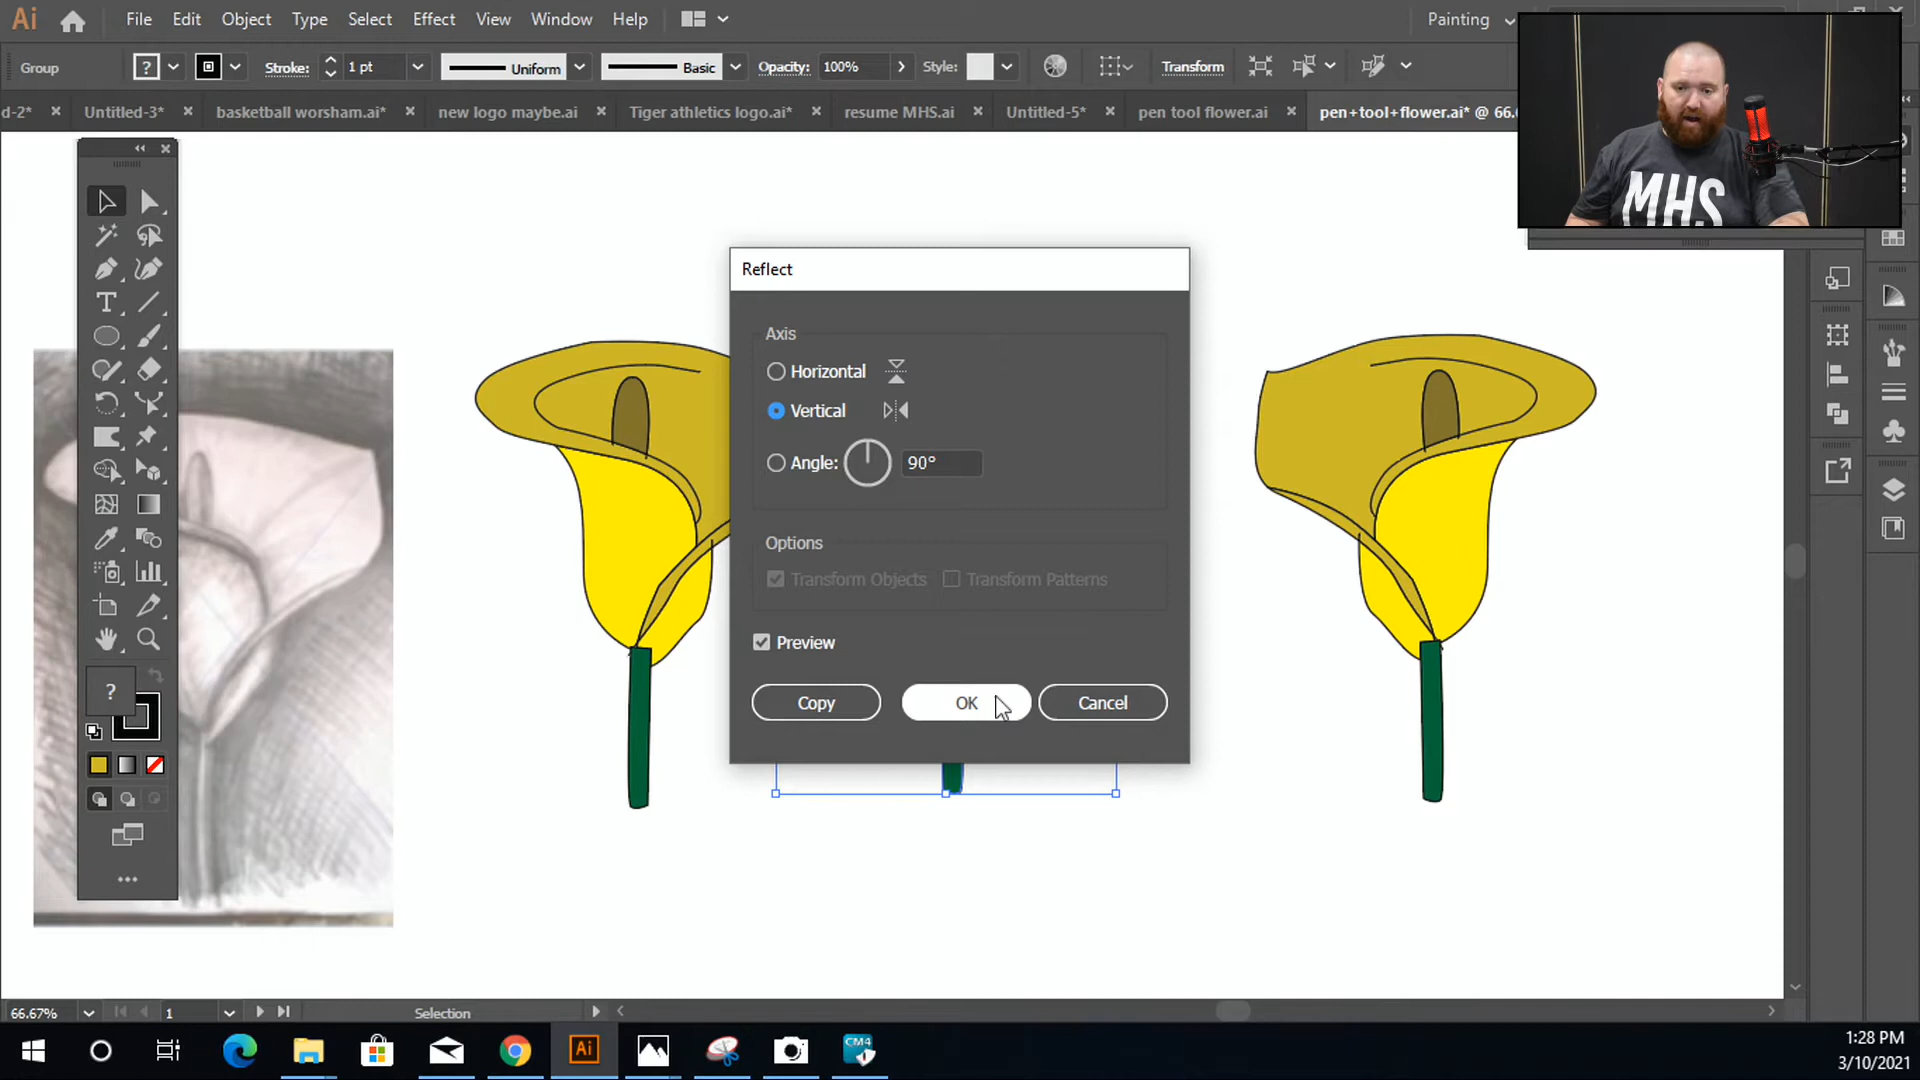 Ai File Edit Object Type Select Effect View Window Help Painting
Group ? Stroke: 1 pt Uniform Basic Opacity: 100% Style: Transform
d-2* × Untitled-3* × basketball worsham.ai* × new logo maybe.ai × Tiger athletics logo.ai* × resume MHS.ai × Untitled-5* × pen tool flower.ai × pen+tool+flower.ai* @ 66.
MHS
Reflect
Axis
Horizontal
Vertical
Angle: 90°
Options
Transform Objects Transform Patterns
Preview
Copy OK Cancel
T
?
66.67% 1 Selection
Ai CM4
1:28 PM
3/10/2021